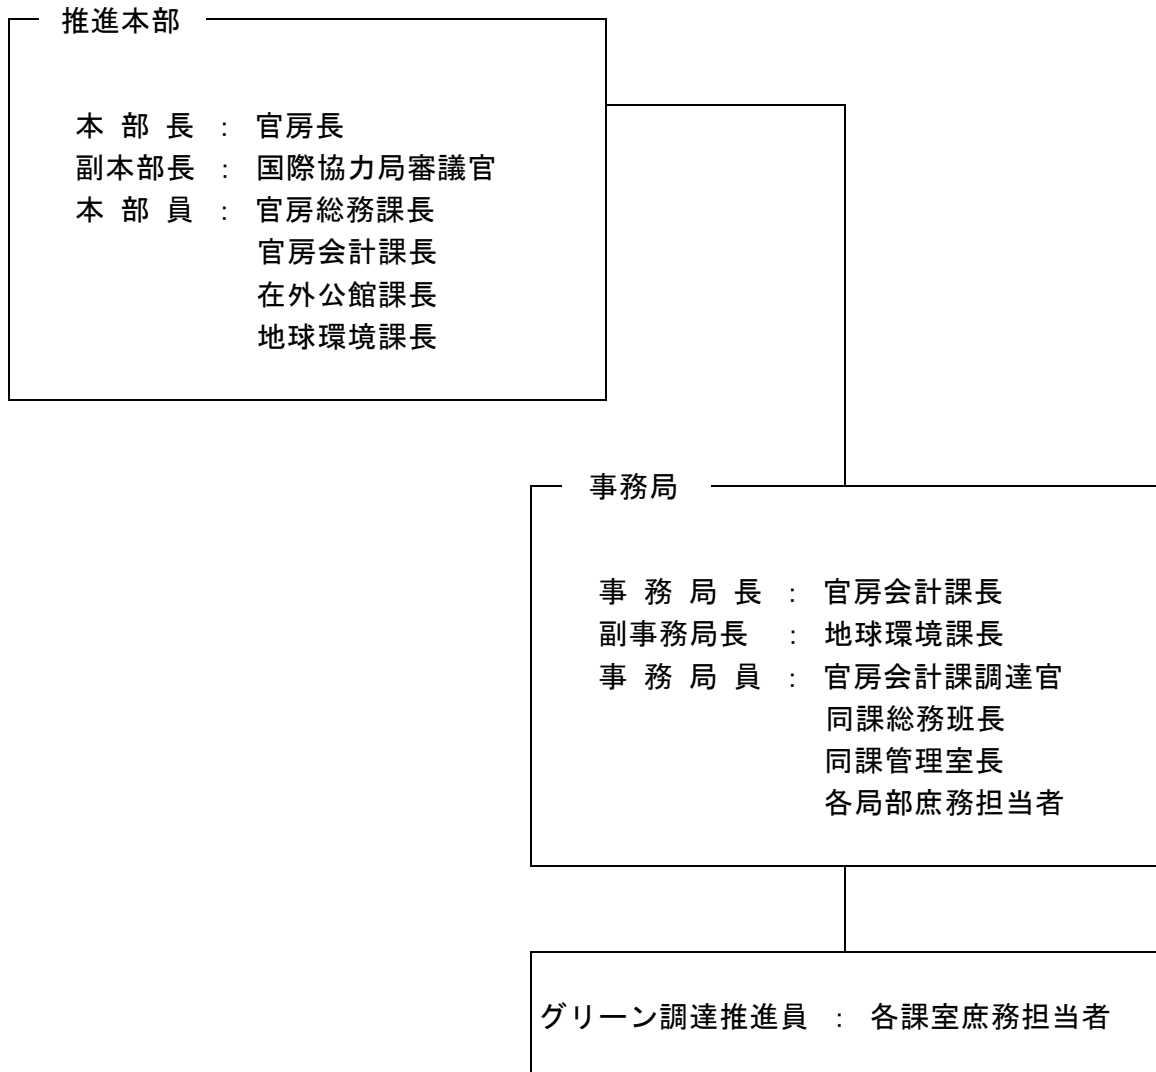 推進本部
本 部 長 : 官房長
副本部長 : 国際協力局審議官
本 部 員 : 官房総務課長
官房会計課長
在外公館課長
地球環境課長
事務局
事 務 局 長 : 官房会計課長
副事務局長 : 地球環境課長
事 務 局 員 : 官房会計課調達官
同課総務班長
同課管理室長
各局部庶務担当者
グリーン調達推進員 : 各課室庶務担当者